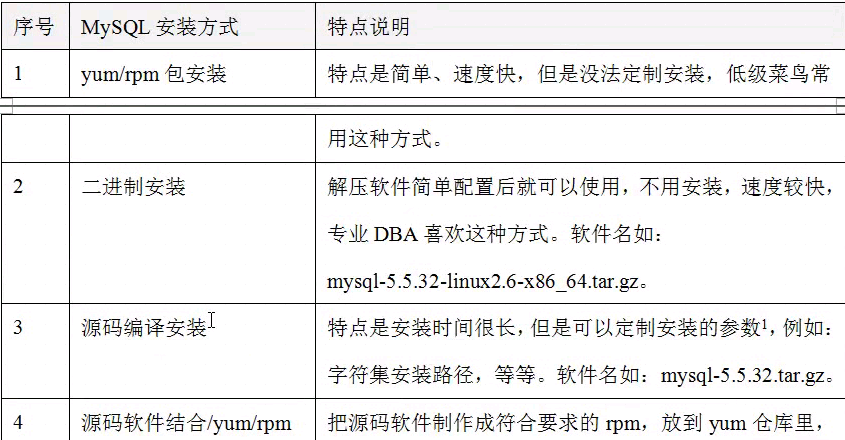 序号 MySQL 安装方式 特点说明
1 yum/rpm 包安装 特点是简单、速度快，但是没法定制安装，低级菜鸟常
用这种方式。
2 二进制安装 解压软件简单配置后就可以使用，不用安装，速度较快，
专业 DBA 喜欢这种方式。软件名如：
mysql-5.5.32-linux2.6-x86_64.tar.gz。
3 源码编译安装 特点是安装时间很长，但是可以定制安装的参数1，例如：
字符集安装路径，等等。软件名如：mysql-5.5.32.tar.gz。
4 源码软件结合/yum/rpm 把源码软件制作成符合要求的 rpm，放到 yum 仓库里，